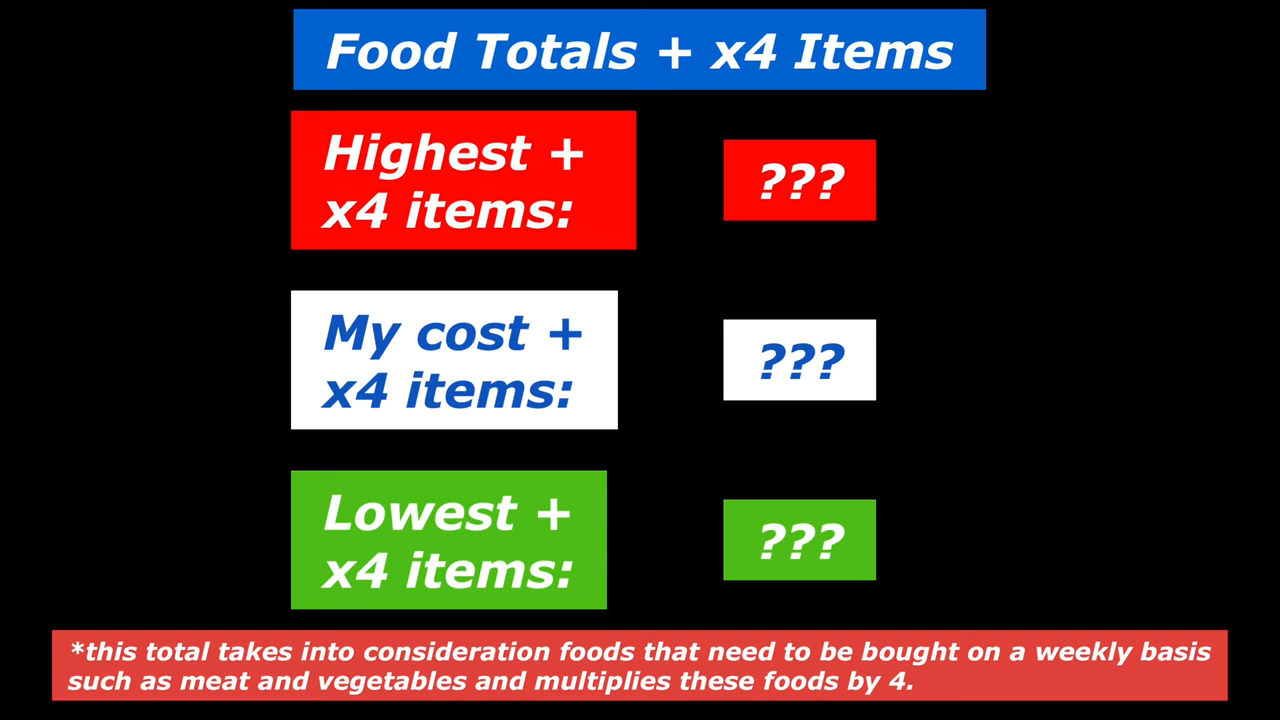 Food Totals + x4 Items
Highest +
x4 items:
???
My cost +
x4 items:
???
Lowest +
x4 items:
???
*this total takes into consideration foods that need to be bought on a weekly basis
such as meat and vegetables and multiplies these foods by 4.